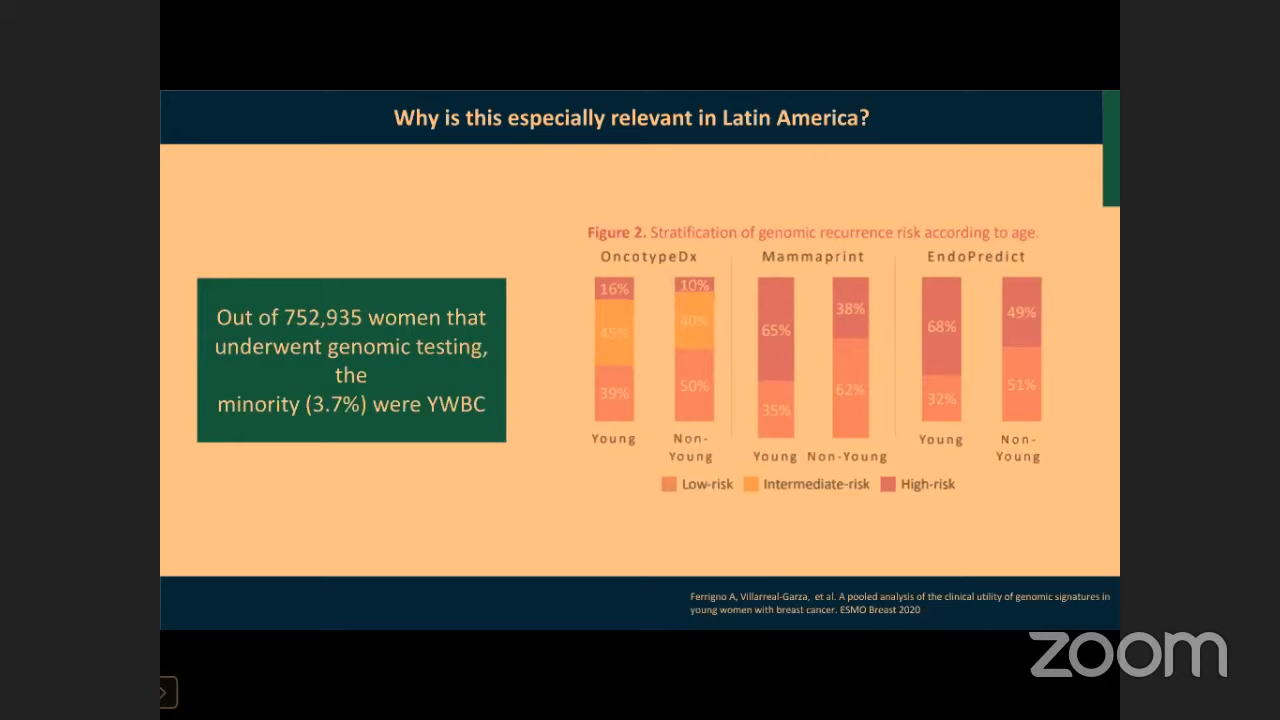 Why is this especially relevant in Latin America?
Out of 752,935 women that
underwent genomic testing,
the
minority (3.7%) were YWBC
Figure 2. Stratification of genomic recurrence risk according to age.
OncotypeDx
Mammaprint
EndoPredict
16%
45%
39%
10%
40%
50%
65%
35%
38%
62%
68%
32%
49%
51%
Young
Non-
Young
Young
Non-Young
Young
Non-
Young
Low-risk
Intermediate-risk
High-risk
Ferrigno A, Villarreal-Garza, et al. A pooled analysis of the clinical utility of genomic signatures in
young women with breast cancer. ESMO Breast 2020
zoom